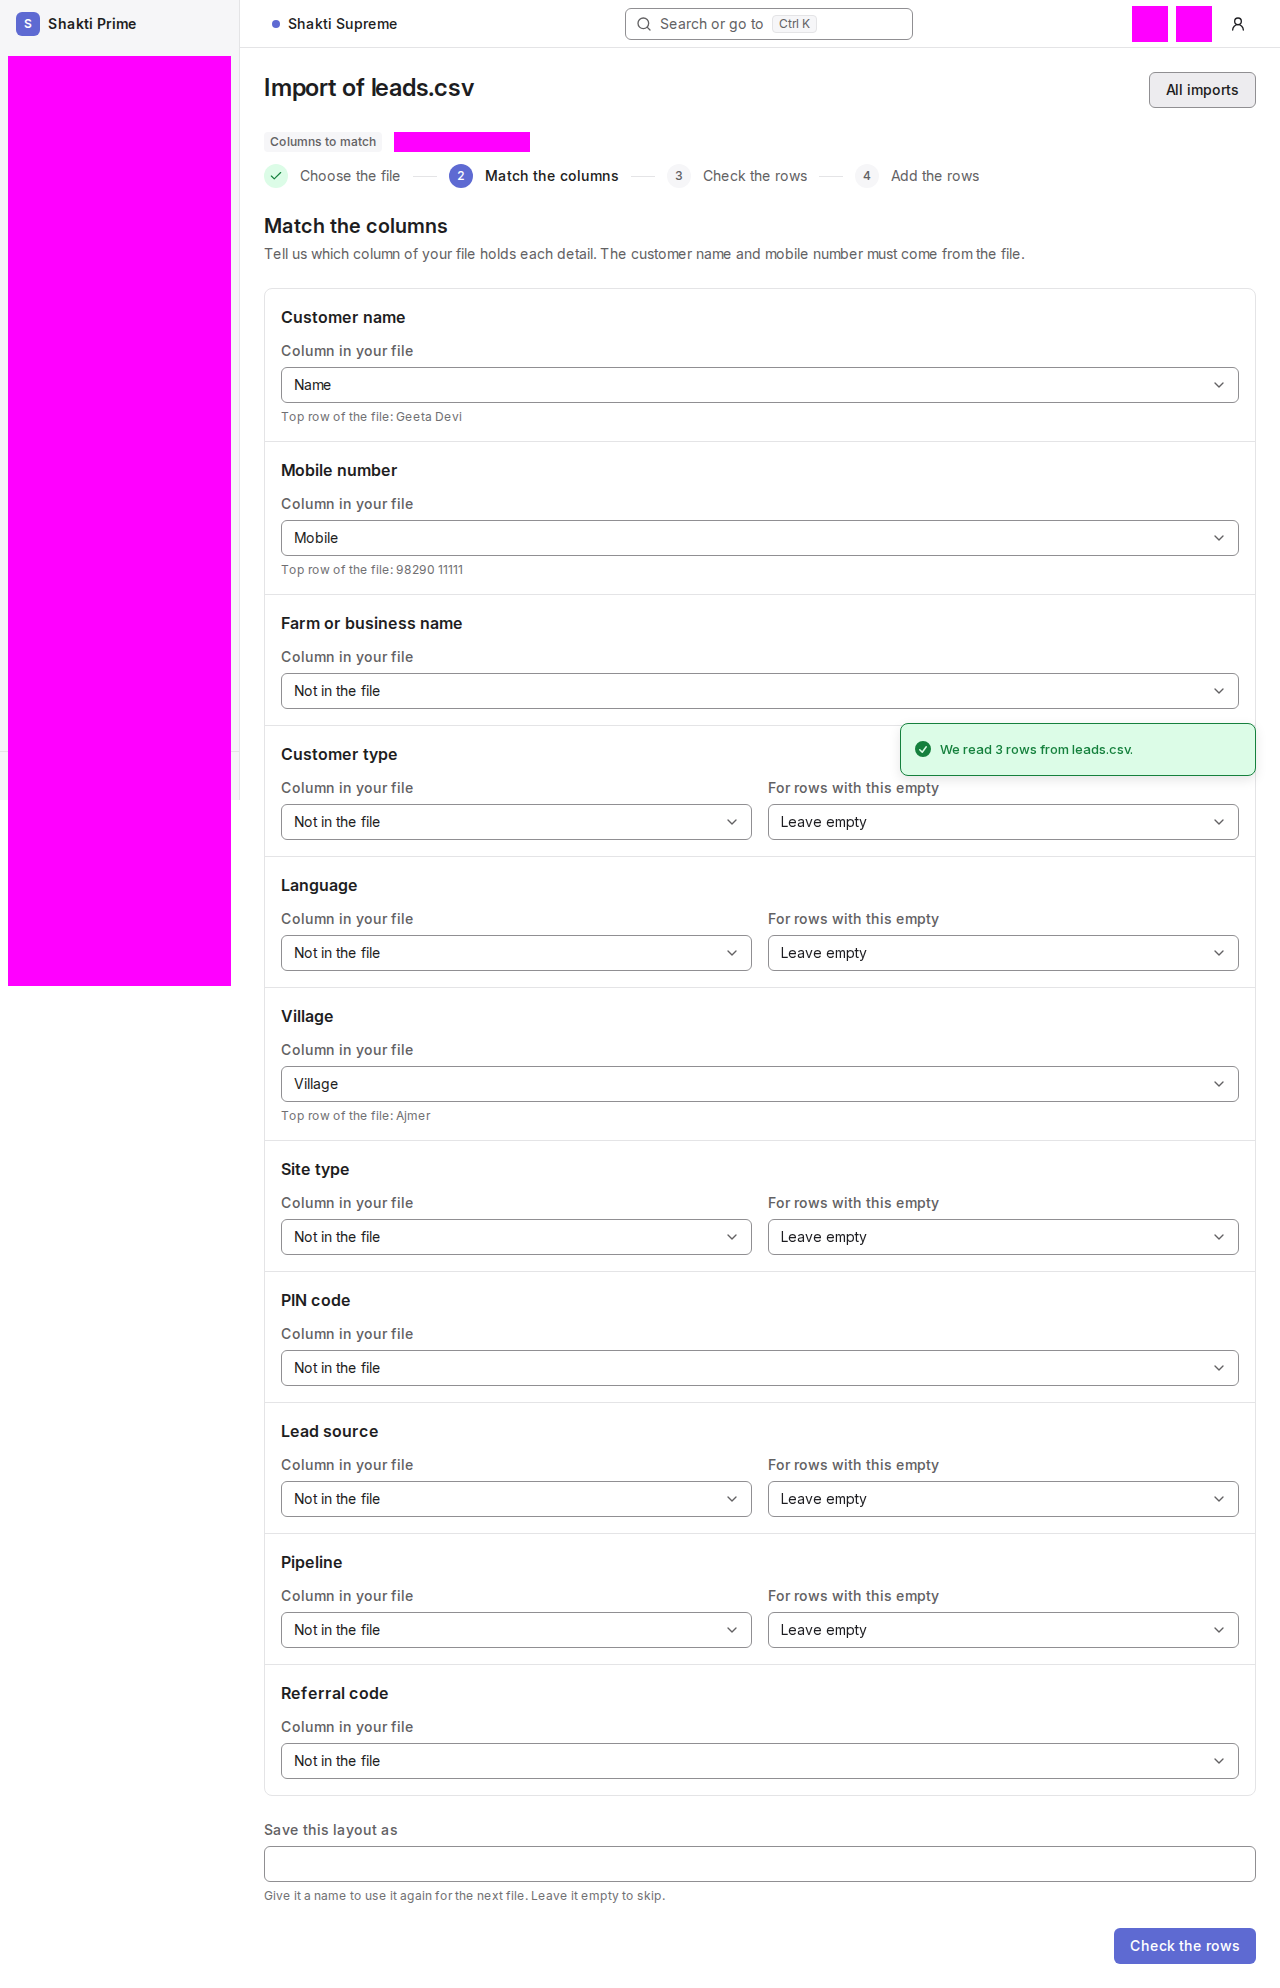 S Shakti Prime
Shakti Supreme
Search or go to Ctrl K
Import of leads.csv
All imports
Columns to match
Choose the file
2 Match the columns
3 Check the rows
4 Add the rows
Match the columns
Tell us which column of your file holds each detail. The customer name and mobile number must come from the file.
Customer name
Column in your file
Name
Top row of the file: Geeta Devi
Mobile number
Column in your file
Mobile
Top row of the file: 98290 11111
Farm or business name
Column in your file
Not in the file
We read 3 rows from leads.csv.
Customer type
Column in your file
For rows with this empty
Not in the file
Leave empty
Language
Column in your file
For rows with this empty
Not in the file
Leave empty
Village
Column in your file
Village
Top row of the file: Ajmer
Site type
Column in your file
For rows with this empty
Not in the file
Leave empty
PIN code
Column in your file
Not in the file
Lead source
Column in your file
For rows with this empty
Not in the file
Leave empty
Pipeline
Column in your file
For rows with this empty
Not in the file
Leave empty
Referral code
Column in your file
Not in the file
Save this layout as
Give it a name to use it again for the next file. Leave it empty to skip.
Check the rows